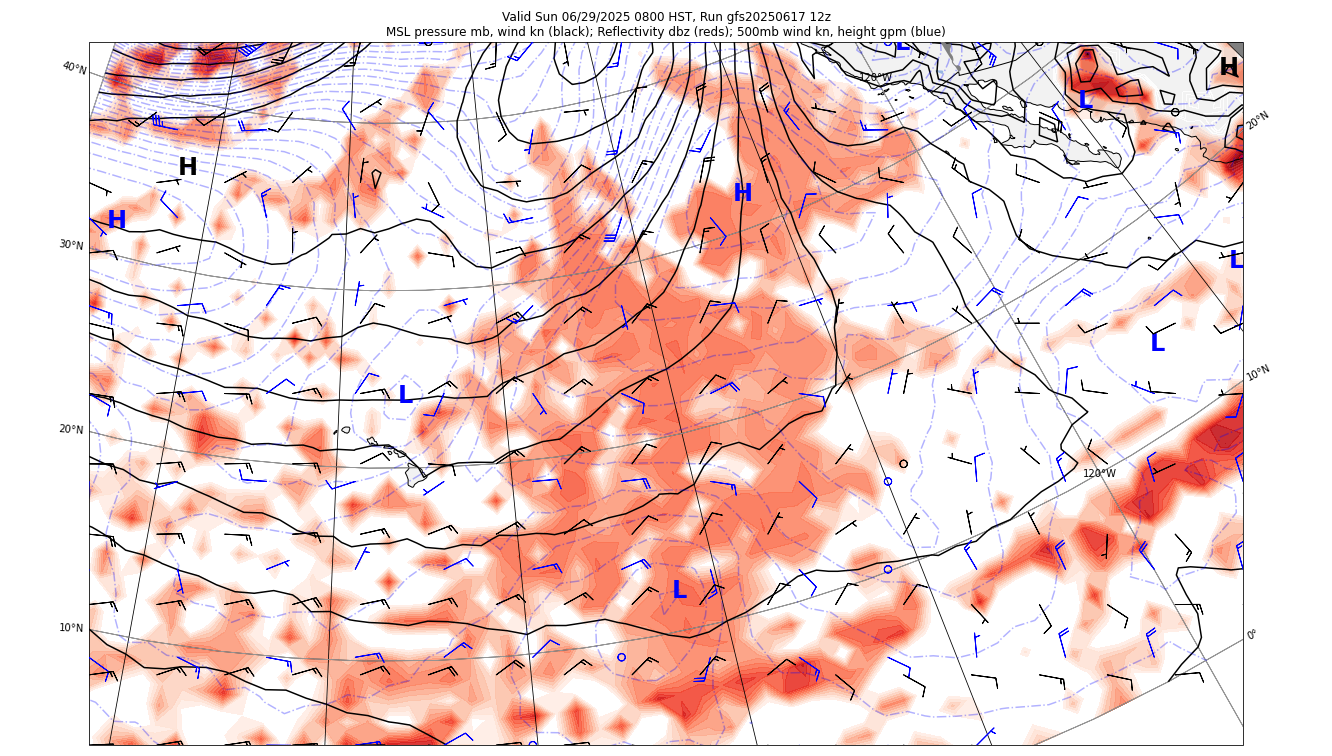 Valid Sun 06/29/2025 0800 HST, Run gfs20250617 12z
MSL pressure mb, wind kn (black); Reflectivity dbz (reds); 500mb wind kn, height gpm (blue)
L
40°N
120°W
H
L
20°N
H
H
H
30°N
L
L
10°N
L
20°N
120°W
L
10°N
0°